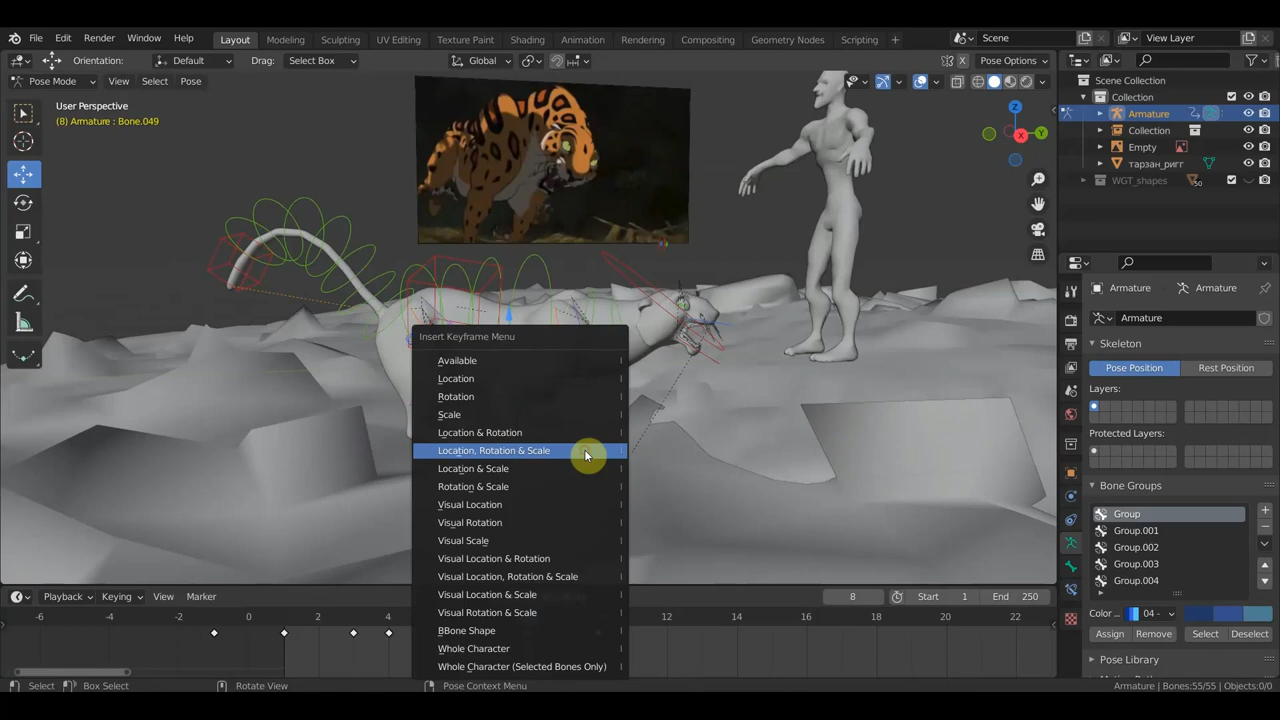 File Edit Render Window Help Layout Modeling Sculpting UV Editing Texture Paint Shading Animation Rendering Compositing Geometry Nodes Scripting + Scene View Layer
Orientation: Default Drag: Select Box Global Pose Options
Pose Mode View Select Pose
User Perspective
(8) Armature : Bone.049
Z
Y
X
Scene Collection
Collection
Armature
Collection
Empty
тарзан_ригг
WGT_shapes
50
Armature Armature
Armature
Skeleton
Pose Position Rest Position
Layers:
Protected Layers:
Bone Groups
Group
Group.001
Group.002
Group.003
Group.004
Color ... 04 -
Assign Remove Select Deselect
Pose Library
Insert Keyframe Menu
Available I
Location I
Rotation I
Scale I
Location & Rotation I
Location, Rotation & Scale I
Location & Scale I
Rotation & Scale I
Visual Location I
Visual Rotation I
Visual Scale I
Visual Location & Rotation I
Visual Location, Rotation & Scale I
Visual Location & Scale I
Visual Rotation & Scale I
BBone Shape I
Whole Character I
Whole Character (Selected Bones Only) I
Playback Keying View Marker 8 Start 1 End 250
-6 -4 -2 0 2 4 12 14 16 18 20 22
Select Box Select Rotate View Pose Context Menu Armature | Bones:55/55 | Objects:0/0